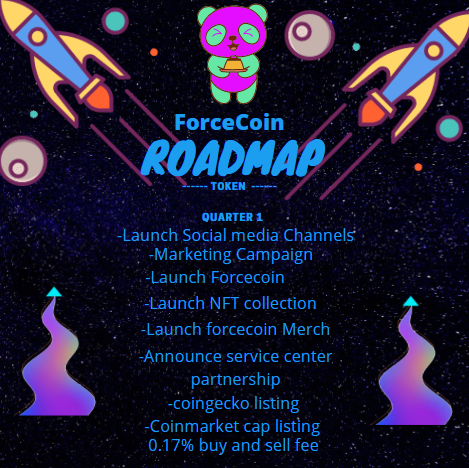 ForceCoin
ROADMAP
------ TOKEN ------
QUARTER 1
-Launch Social media Channels
-Marketing Campaign
-Launch Forcecoin
-Launch NFT collection
-Launch forcecoin Merch
-Announce service center
partnership
-coingecko listing
-Coinmarket cap listing
0.17% buy and sell fee